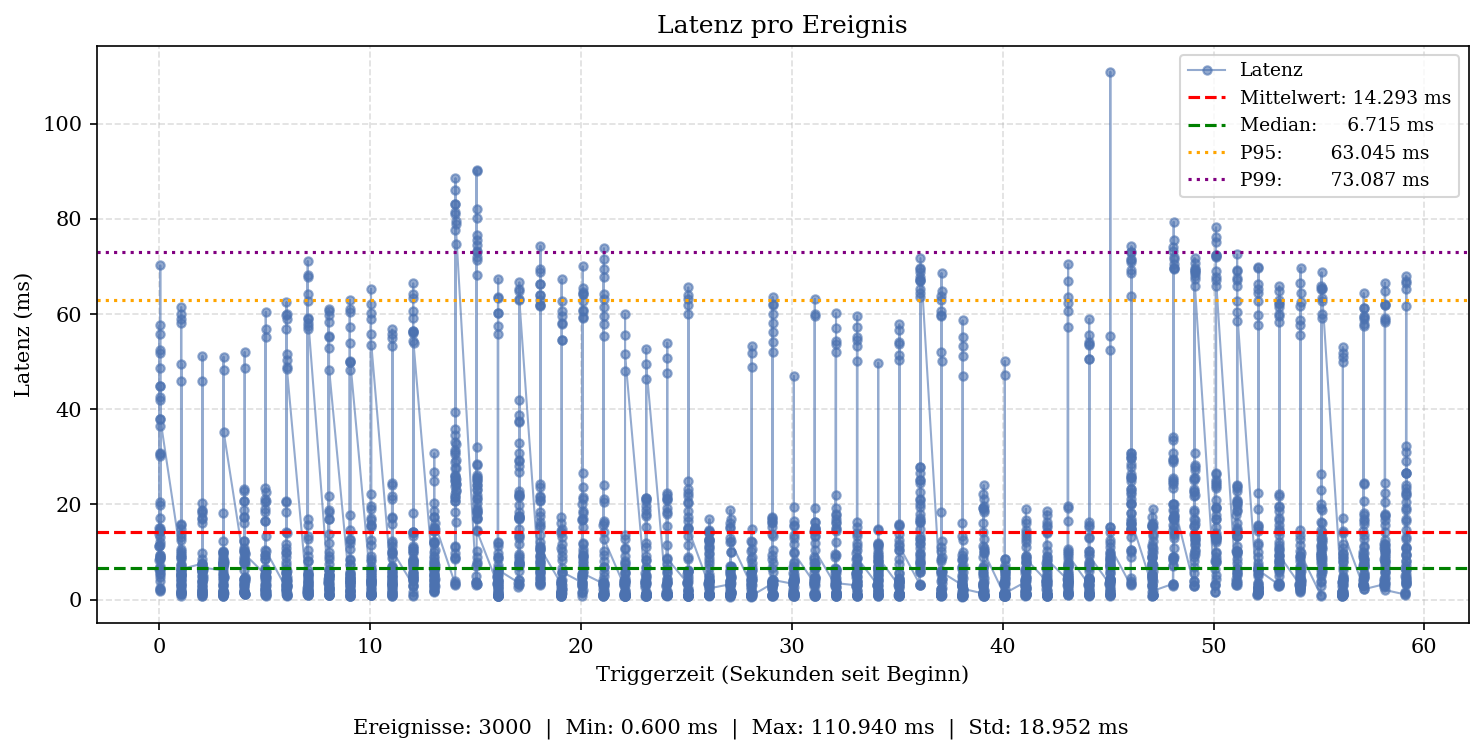 Latenz pro Ereignis
Latenz (ms)
100
80
60
40
20
0
Latenz
Mittelwert: 14.293 ms
Median: 6.715 ms
P95: 63.045 ms
P99: 73.087 ms
0 10 20 30 40 50 60
Triggerzeit (Sekunden seit Beginn)
Ereignisse: 3000 | Min: 0.600 ms | Max: 110.940 ms | Std: 18.952 ms